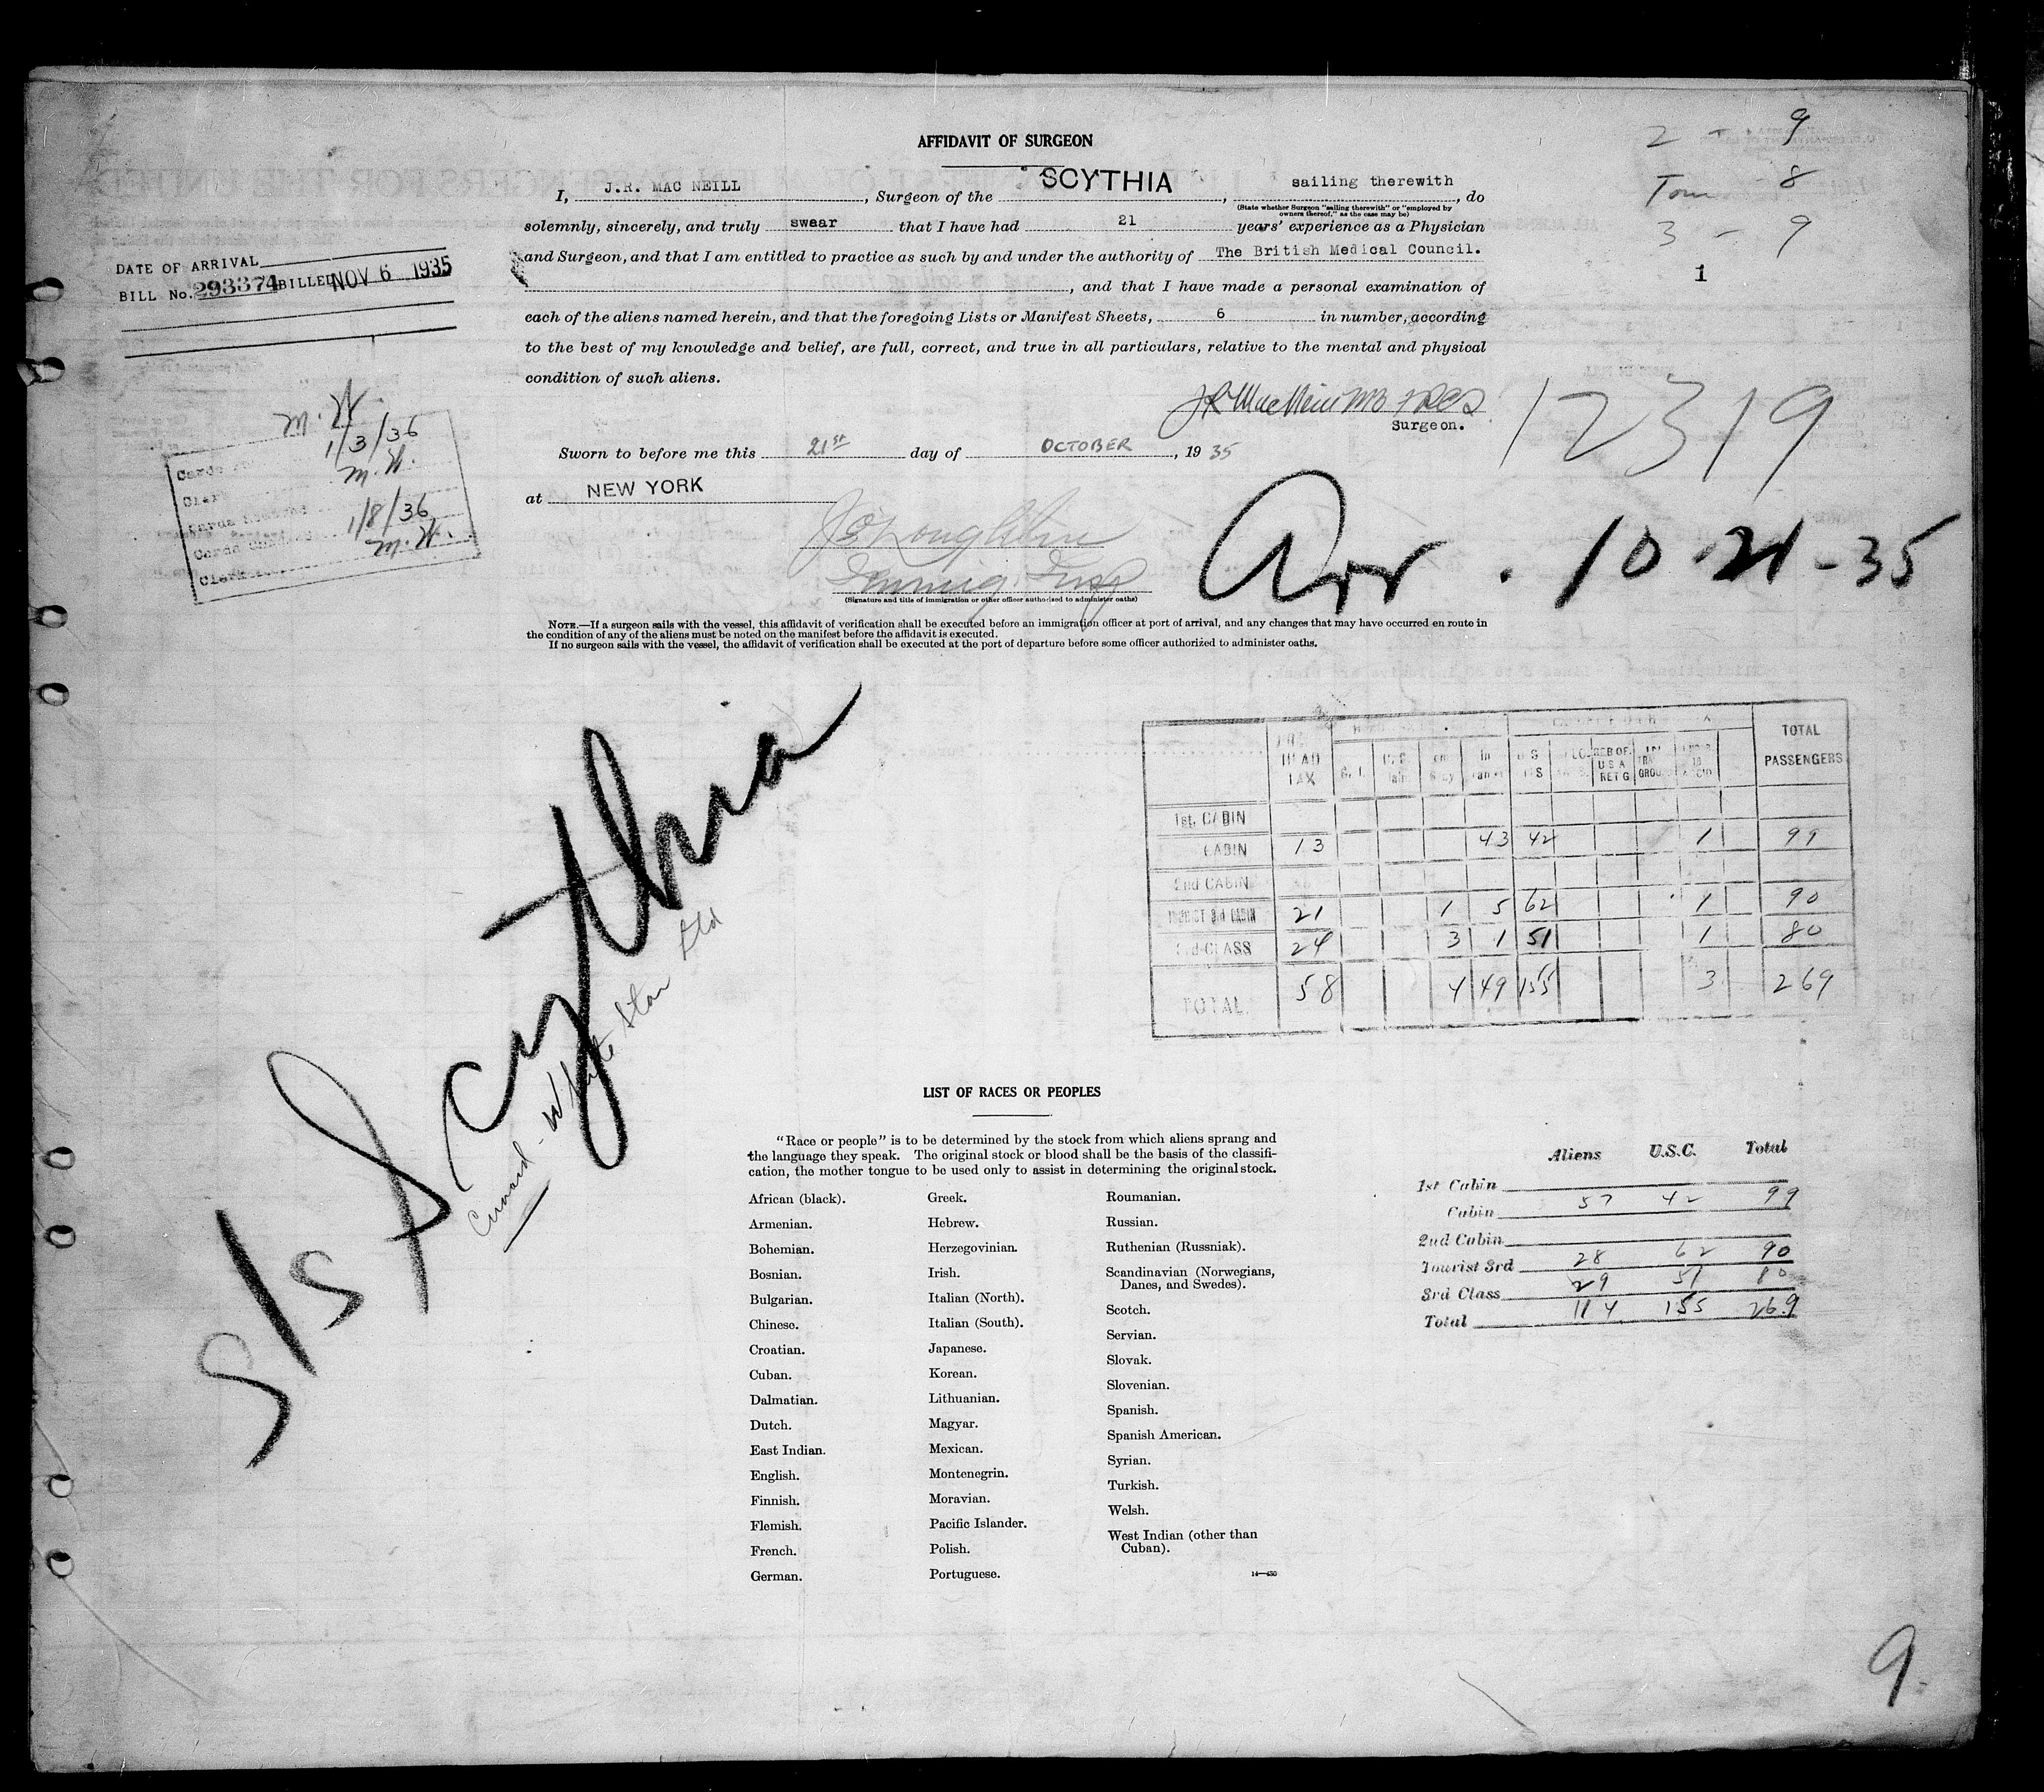 AFFIDAVIT OF SURGEON
I, J.R. MAC NEILL, Surgeon of the SCYTHIA, sailing therewith, do
(State whether Surgeon "sailing therewith" or "employed by
owners thereof," as the case may be)
solemnly, sincerely, and truly swear that I have had 21 years' experience as a Physician
and Surgeon, and that I am entitled to practice as such by and under the authority of The British Medical Council.
, and that I have made a personal examination of
each of the aliens named herein, and that the foregoing Lists or Manifest Sheets, 6 in number, according
to the best of my knowledge and belief, are full, correct, and true in all particulars, relative to the mental and physical
condition of such aliens.
Surgeon.
Sworn to before me this 21st day of OCTOBER, 1935
at NEW YORK
Immig. Insp
(Signature and title of immigration or other officer authorized to administer oaths)
NOTE.—If a surgeon sails with the vessel, this affidavit of verification shall be executed before an immigration officer at port of arrival, and any changes that may have occurred en route in
the condition of any of the aliens must be noted on the manifest before the affidavit is executed.
If no surgeon sails with the vessel, the affidavit of verification shall be executed at the port of departure before some officer authorized to administer oaths.
2 - 9
Tou - 8
3 - 9
1
12319
Arr. 10-21-35
DATE OF ARRIVAL
BILL No. 293374 BILLED NOV 6 1935
M.H.
1/3/36
M.H.
1/8/36
M.H.
S/S Scythia
Cunard - White Star Ltd
HEAD TAX
TOTAL PASSENGERS
1st. CABIN
CABIN 13 43 42 1 99
2nd CABIN
TOURIST 3rd CABIN 21 1 5 62 1 90
3rd CLASS 24 3 1 51 1 80
TOTAL 58 4 49 155 3 269
LIST OF RACES OR PEOPLES
"Race or people" is to be determined by the stock from which aliens sprang and
the language they speak. The original stock or blood shall be the basis of the classifi-
cation, the mother tongue to be used only to assist in determining the original stock.
African (black).
Armenian.
Bohemian.
Bosnian.
Bulgarian.
Chinese.
Croatian.
Cuban.
Dalmatian.
Dutch.
East Indian.
English.
Finnish.
Flemish.
French.
German.
Greek.
Hebrew.
Herzegovinian.
Irish.
Italian (North).
Italian (South).
Japanese.
Korean.
Lithuanian.
Magyar.
Mexican.
Montenegrin.
Moravian.
Pacific Islander.
Polish.
Portuguese.
Roumanian.
Russian.
Ruthenian (Russniak).
Scandinavian (Norwegians,
Danes, and Swedes).
Scotch.
Servian.
Slovak.
Slovenian.
Spanish.
Spanish American.
Syrian.
Turkish.
Welsh.
West Indian (other than
Cuban).
Aliens U.S.C. Total
1st Cabin
Cabin 57 42 99
2nd Cabin
Tourist 3rd 28 62 90
3rd Class 29 51 80
Total 114 155 269
9.